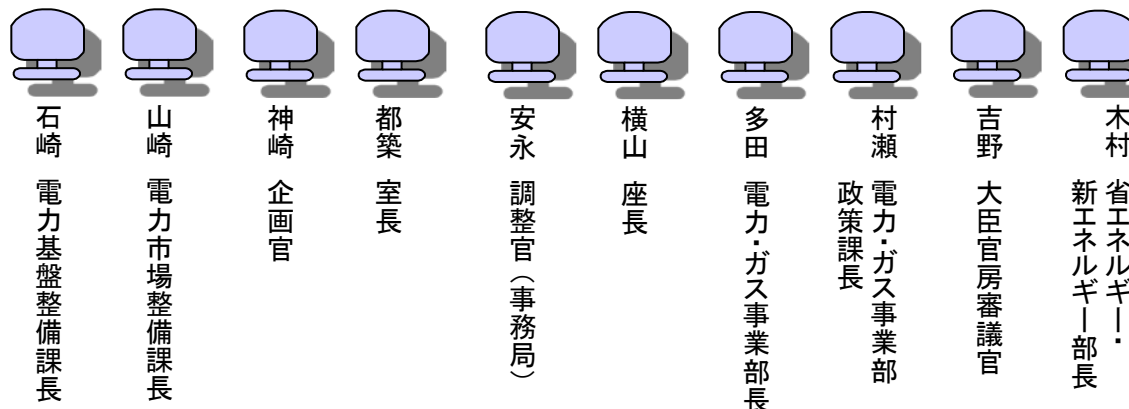 石崎 電力基盤整備課長
山崎 電力市場整備課長
神崎 企画官
都築 室長
安永 調整官（事務局）
横山 座長
多田 電力・ガス事業部長
村瀬 電力・ガス事業部
政策課長
吉野 大臣官房審議官
木村 省エネルギー・
新エネルギー部長